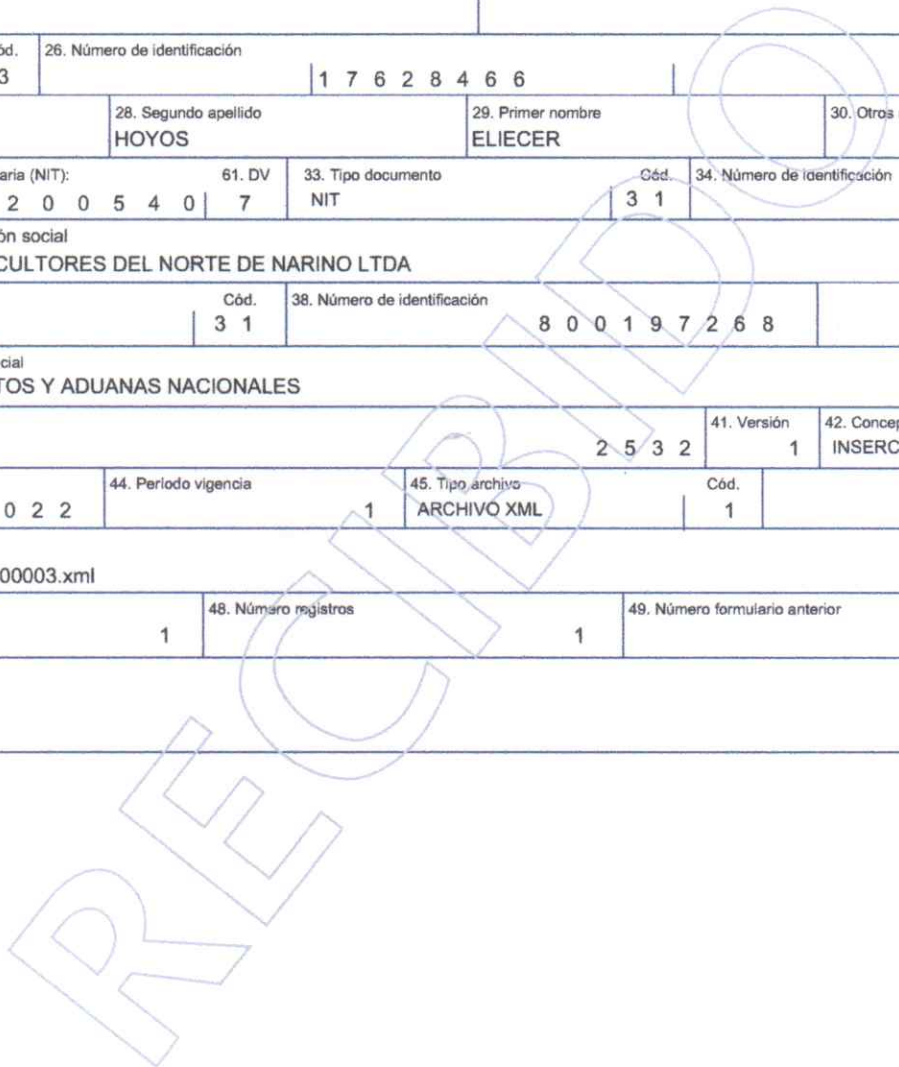 ód. 26. Número de identificación
3 1 7 6 2 8 4 6 6
28. Segundo apellido 29. Primer nombre 30. Otros
HOYOS ELIECER
aria (NIT): 61. DV 33. Tipo documento Cód. 34. Número de identificación
2 0 0 5 4 0 7 NIT 3 1
ón social
CULTORES DEL NORTE DE NARINO LTDA
Cód. 38. Número de identificación
3 1 8 0 0 1 9 7 2 6 8
cial
TOS Y ADUANAS NACIONALES
41. Versión 42. Concep
2 5 3 2 1 INSERC
44. Período vigencia 45. Tipo archivo Cód.
0 2 2 1 ARCHIVO XML 1
00003.xml
48. Número registros 49. Número formulario anterior
1 1
RECIBIDO